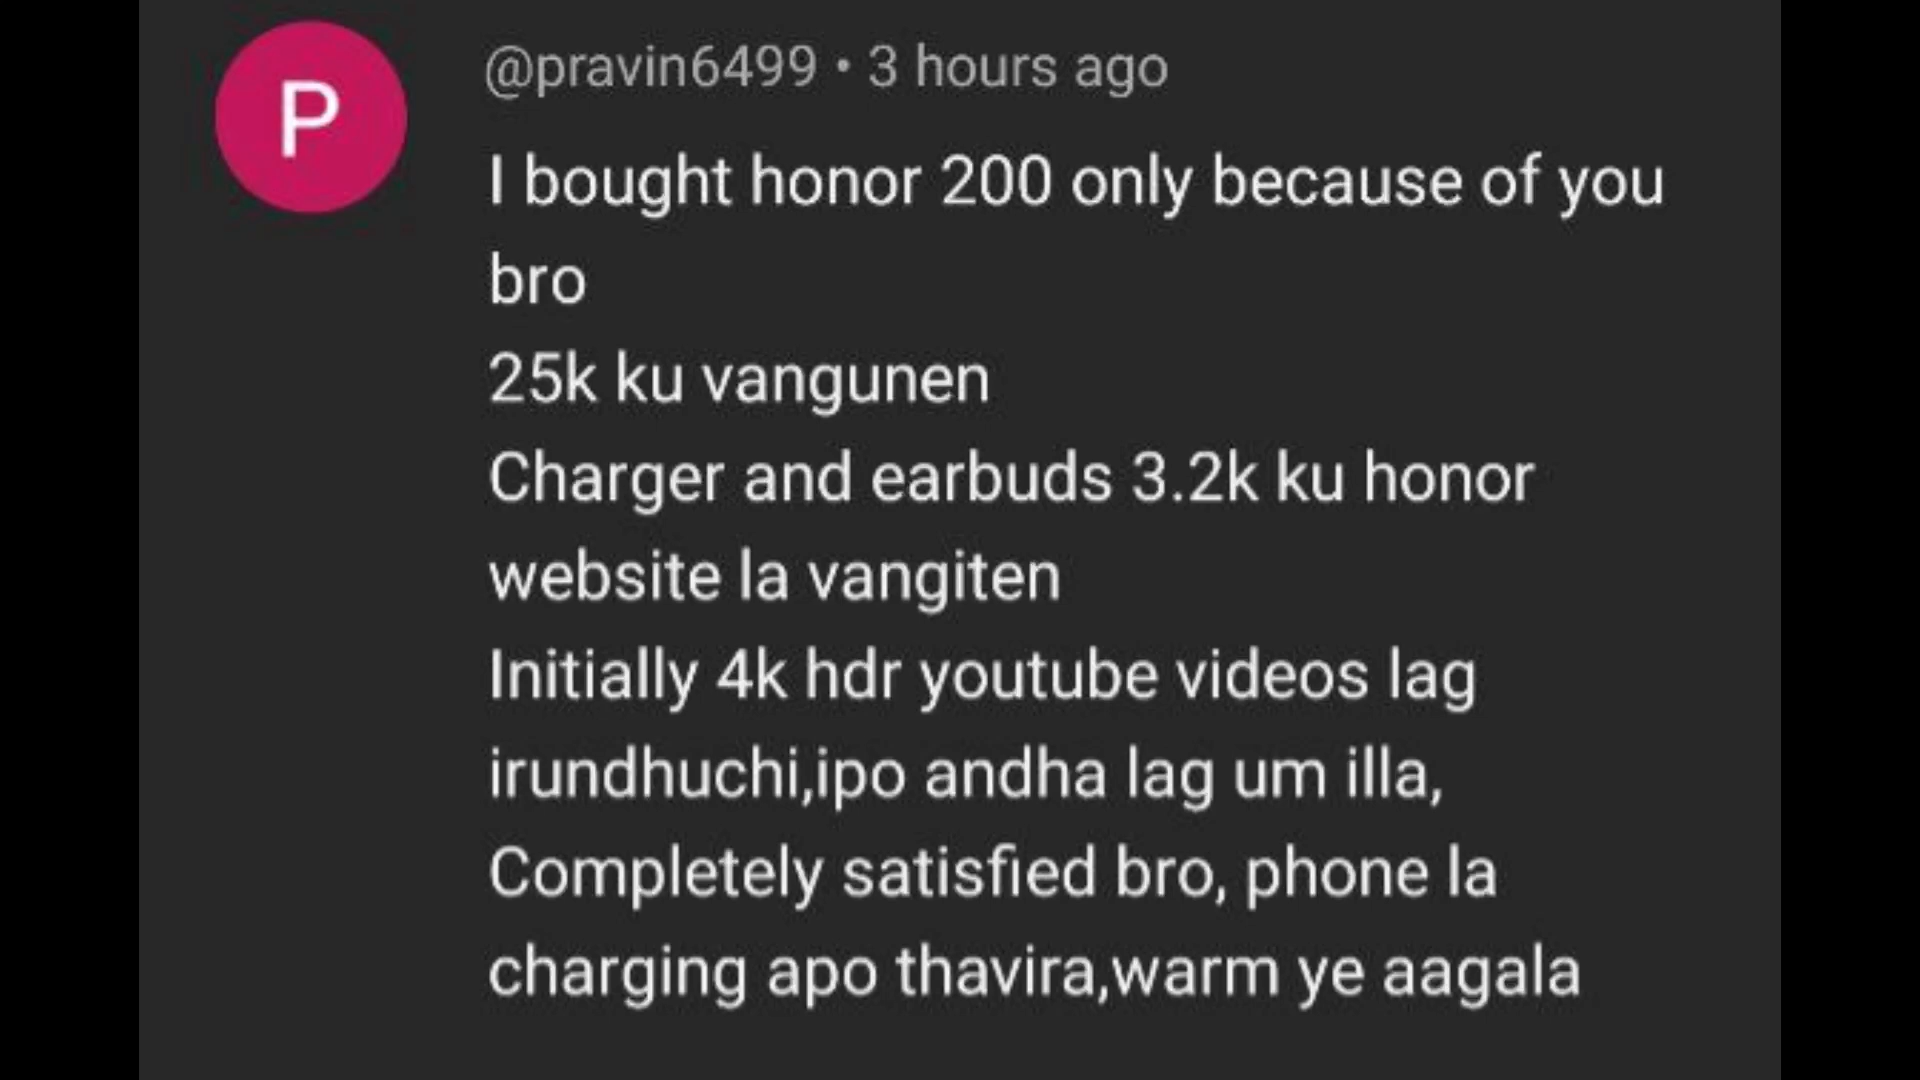 P
@pravin6499 • 3 hours ago
I bought honor 200 only because of you
bro
25k ku vangunen
Charger and earbuds 3.2k ku honor
website la vangiten
Initially 4k hdr youtube videos lag
irundhuchi,ipo andha lag um illa,
Completely satisfied bro, phone la
charging apo thavira,warm ye aagala